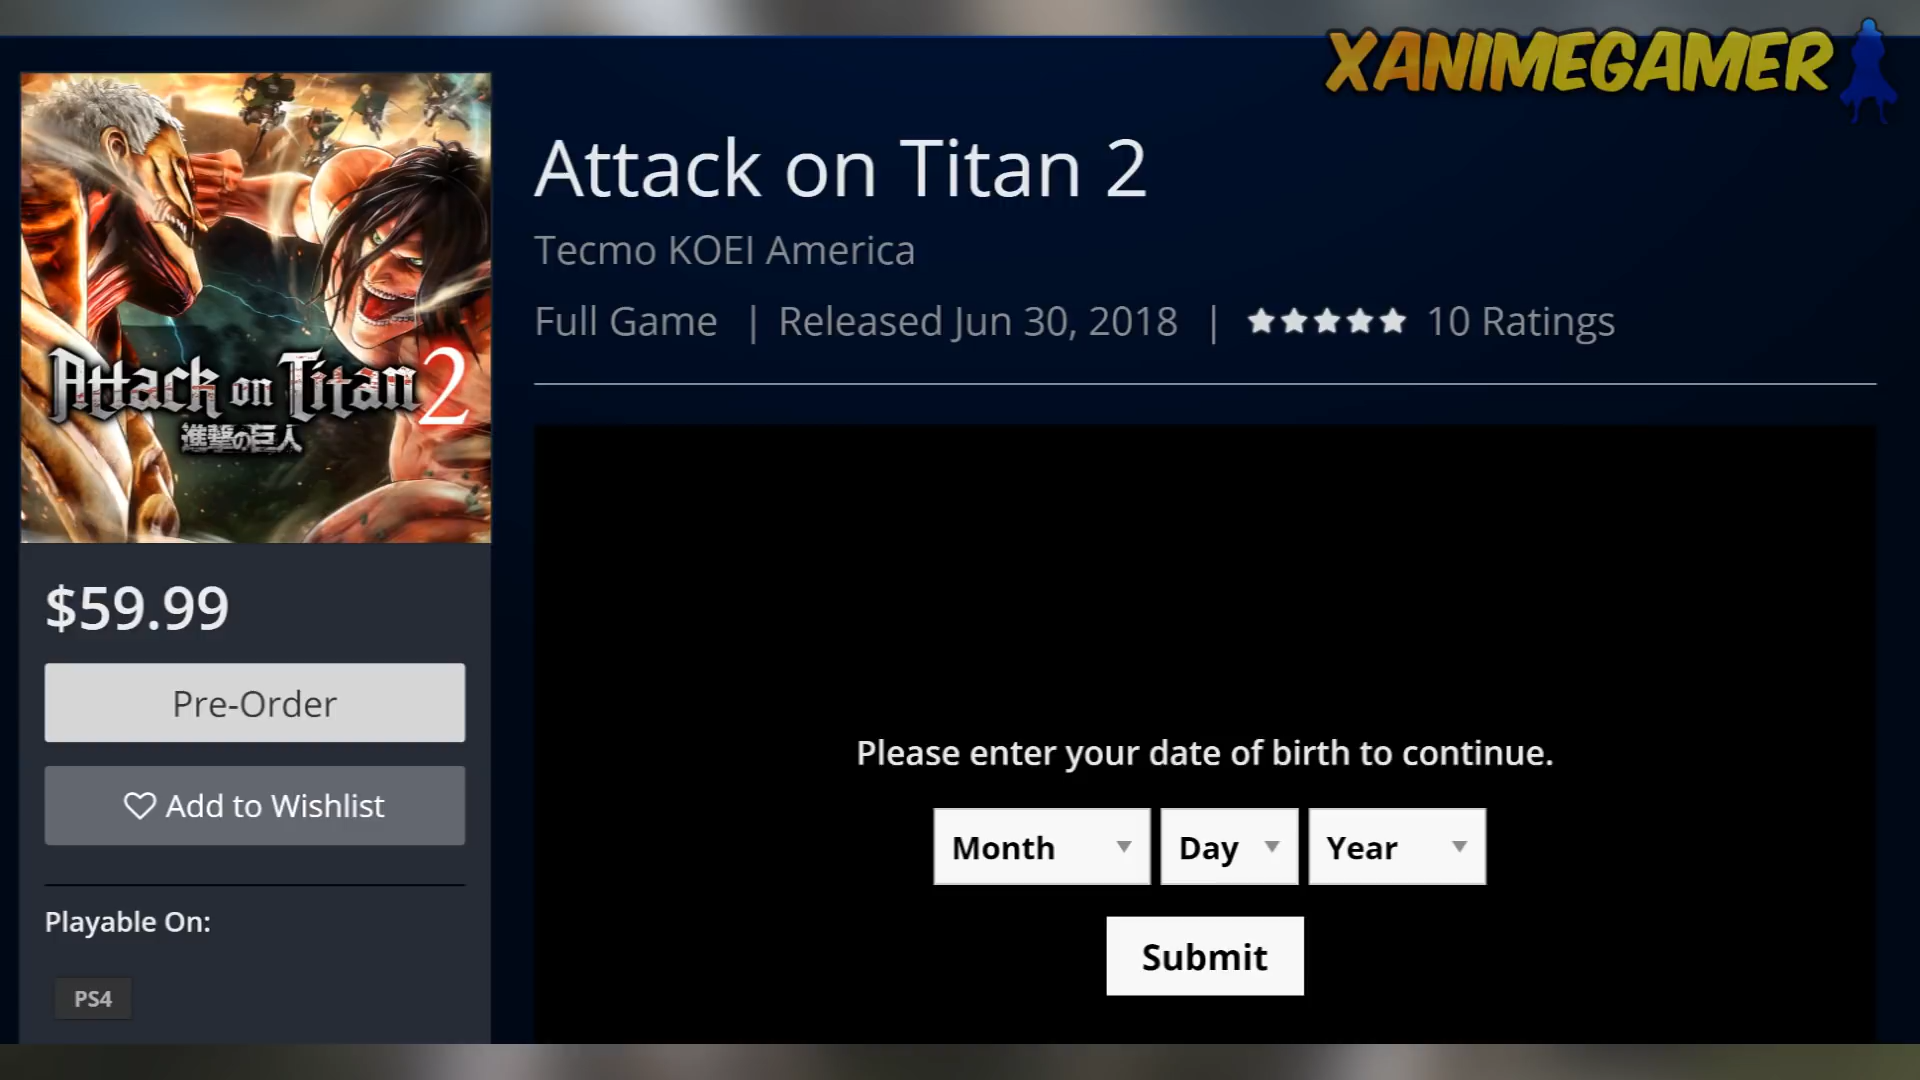 XANIMEGAMER
Attack on Titan 2
進撃の巨人
Attack on Titan 2
Tecmo KOEI America
Full Game | Released Jun 30, 2018 | ★★★★★ 10 Ratings
$59.99
Pre-Order
Add to Wishlist
Playable On:
PS4
Please enter your date of birth to continue.
Month Day Year
Submit